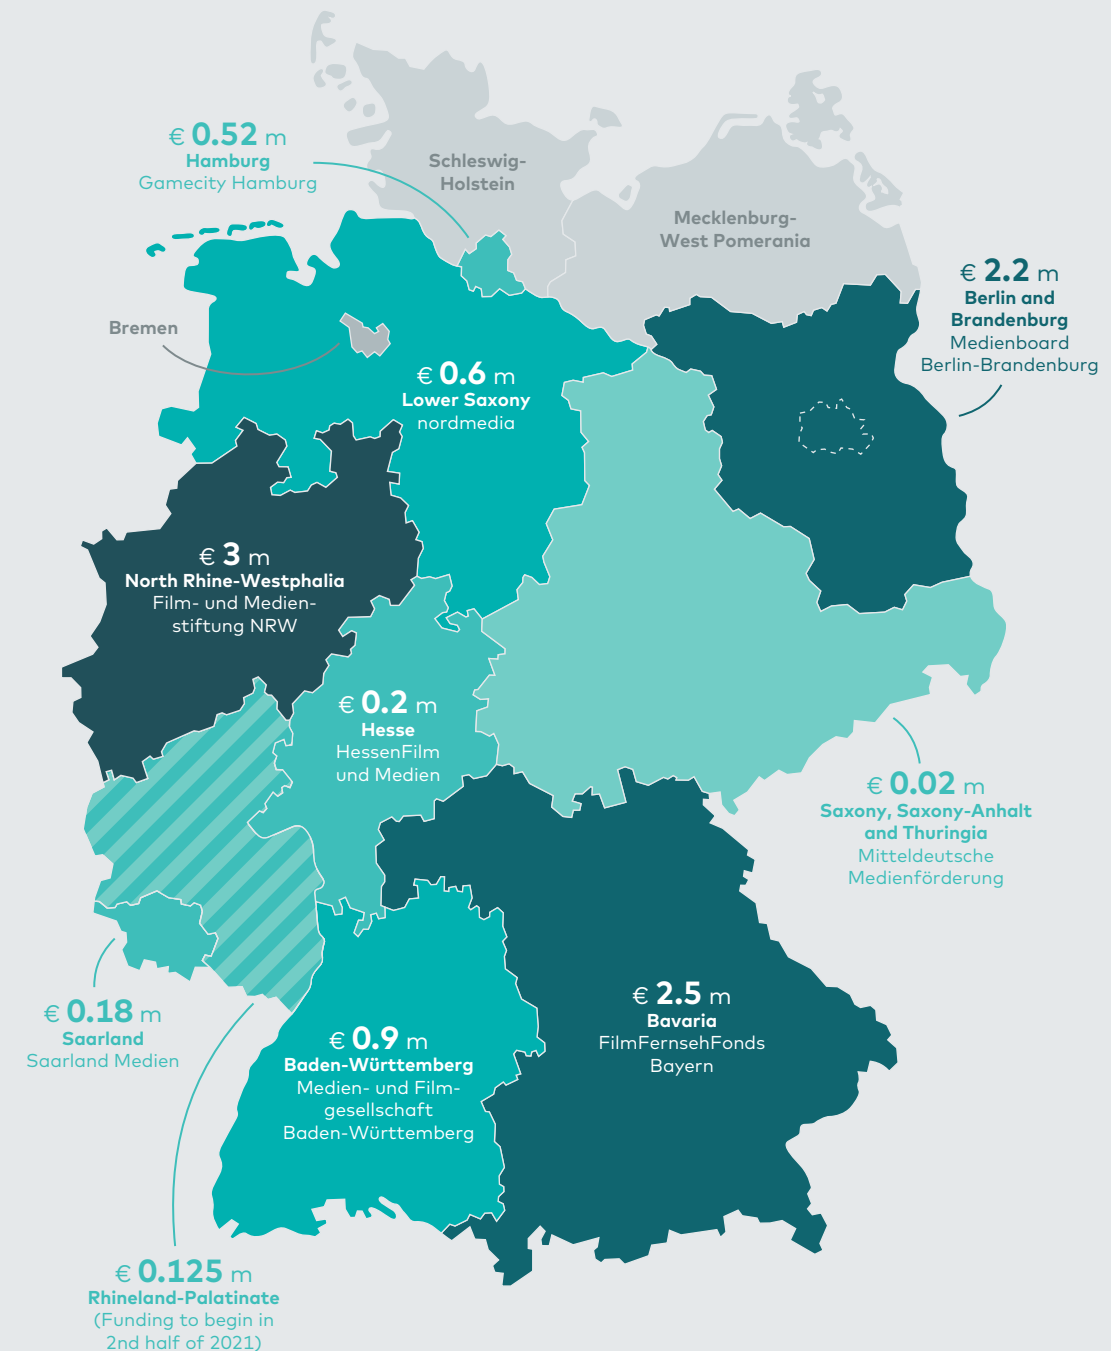 € 0.52 m
Hamburg
Gamecity Hamburg
Schleswig-
Holstein
Mecklenburg-
West Pomerania
€ 2.2 m
Berlin and
Brandenburg
Medienboard
Berlin-Brandenburg
Bremen
€ 0.6 m
Lower Saxony
nordmedia
€ 3 m
North Rhine-Westphalia
Film- und Medien-
stiftung NRW
€ 0.2 m
Hesse
HessenFilm
und Medien
€ 0.02 m
Saxony, Saxony-Anhalt
and Thuringia
Mitteldeutsche
Medienförderung
€ 0.18 m
Saarland
Saarland Medien
€ 0.9 m
Baden-Württemberg
Medien- und Film-
gesellschaft
Baden-Württemberg
€ 2.5 m
Bavaria
FilmFernsehFonds
Bayern
€ 0.125 m
Rhineland-Palatinate
(Funding to begin in
2nd half of 2021)